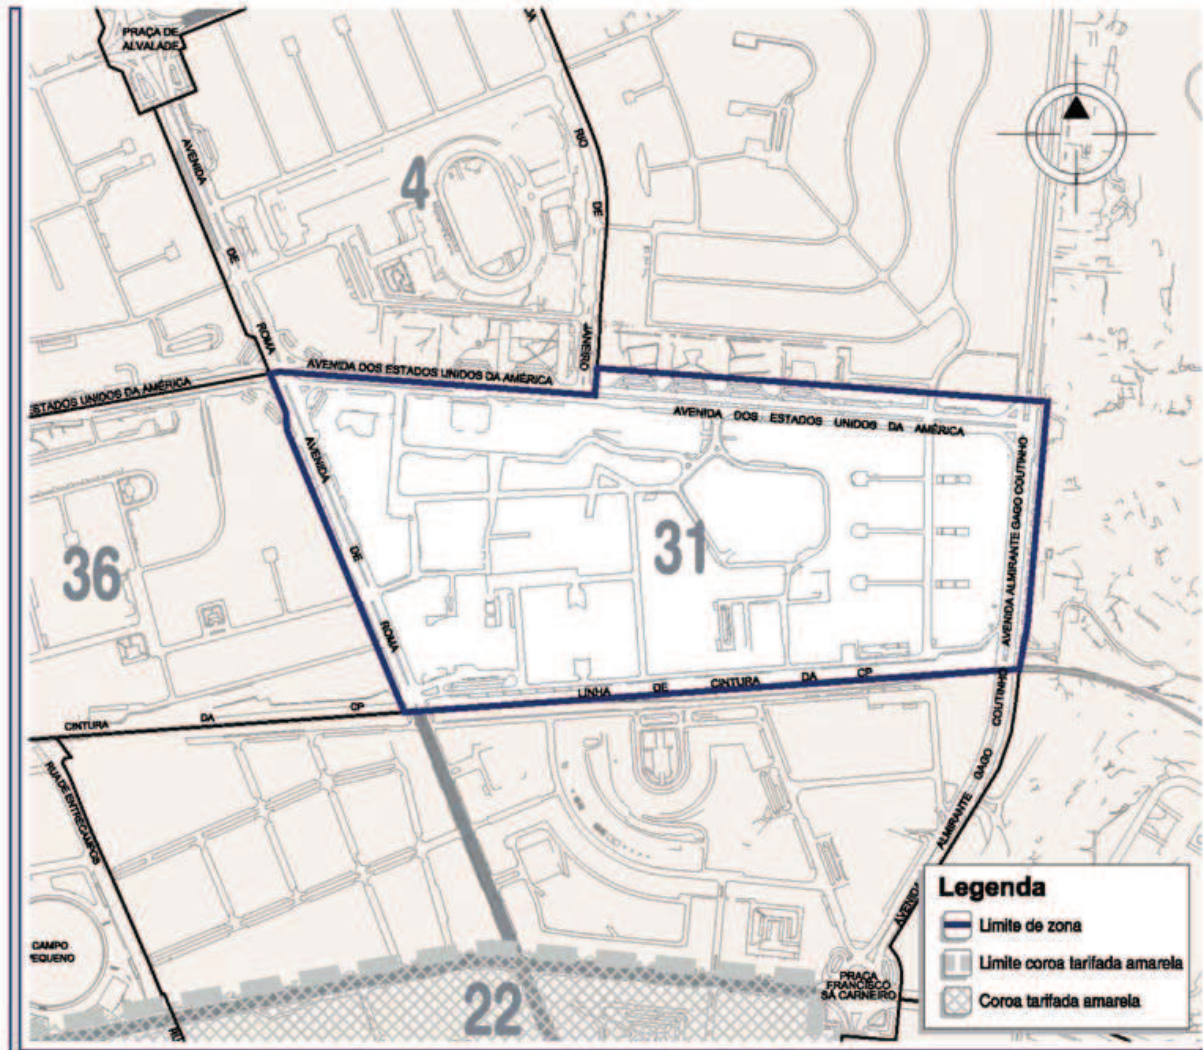 PRAÇA DE
ALVALADE
AVENIDA
DE
ROMA
4
RIO
DE
JANEIRO
AVENIDA DOS ESTADOS UNIDOS DA AMÉRICA
ESTADOS UNIDOS DA AMÉRICA
AVENIDA DOS ESTADOS UNIDOS DA AMÉRICA
AVENIDA
DE
ROMA
31
36
AVENIDA ALMIRANTE GAGO COUTINHO
LINHA DE CINTURA DA CP
CINTURA DA CP
RUA DE ENTRECAMPOS
AVENIDA
ALMIRANTE GAGO COUTINHO
CAMPO
PEQUENO
22
PRAÇA
FRANCISCO
SÁ CARNEIRO
Legenda
Limite de zona
Limite coroa tarifada amarela
Coroa tarifada amarela